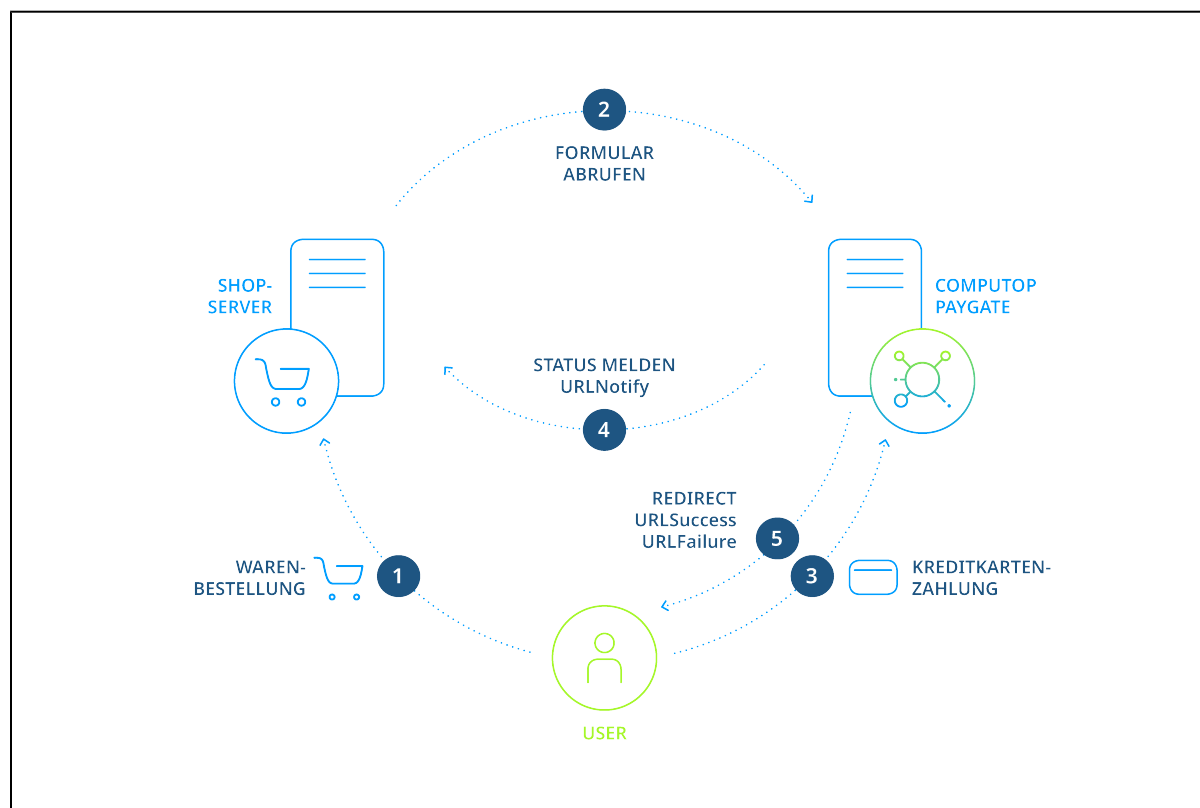 2
FORMULAR
ABRUFEN
SHOP-
SERVER
COMPUTOP
PAYGATE
STATUS MELDEN
URLNotify
4
REDIRECT
URLSuccess
URLFailure
5
WAREN-
BESTELLUNG
1
3
KREDITKARTEN-
ZAHLUNG
USER